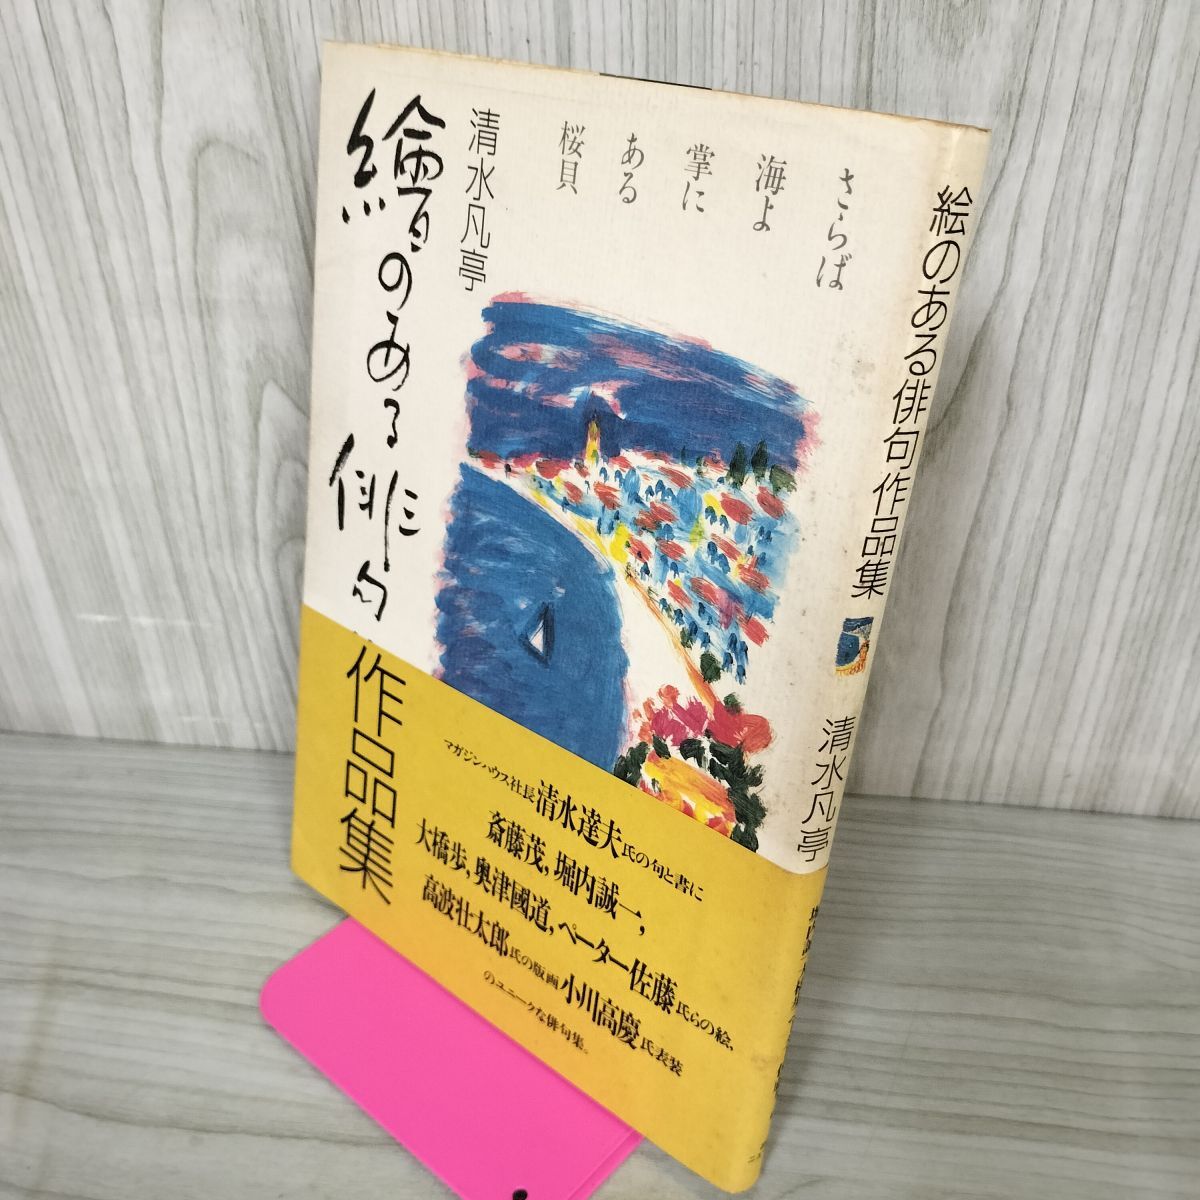 さらば
海よ
掌に
ある
桜貝
清水凡亭
繪のある俳句
作品集
マガジンハウス社長清水達夫氏の句と書に
斎藤茂,堀内誠一,
大橋歩,奥津國道,ペーター佐藤氏らの絵,
高波壮太郎氏の版画小川高慶氏表装
のユニークな俳句集。
絵のある俳句作品集
清水凡亭